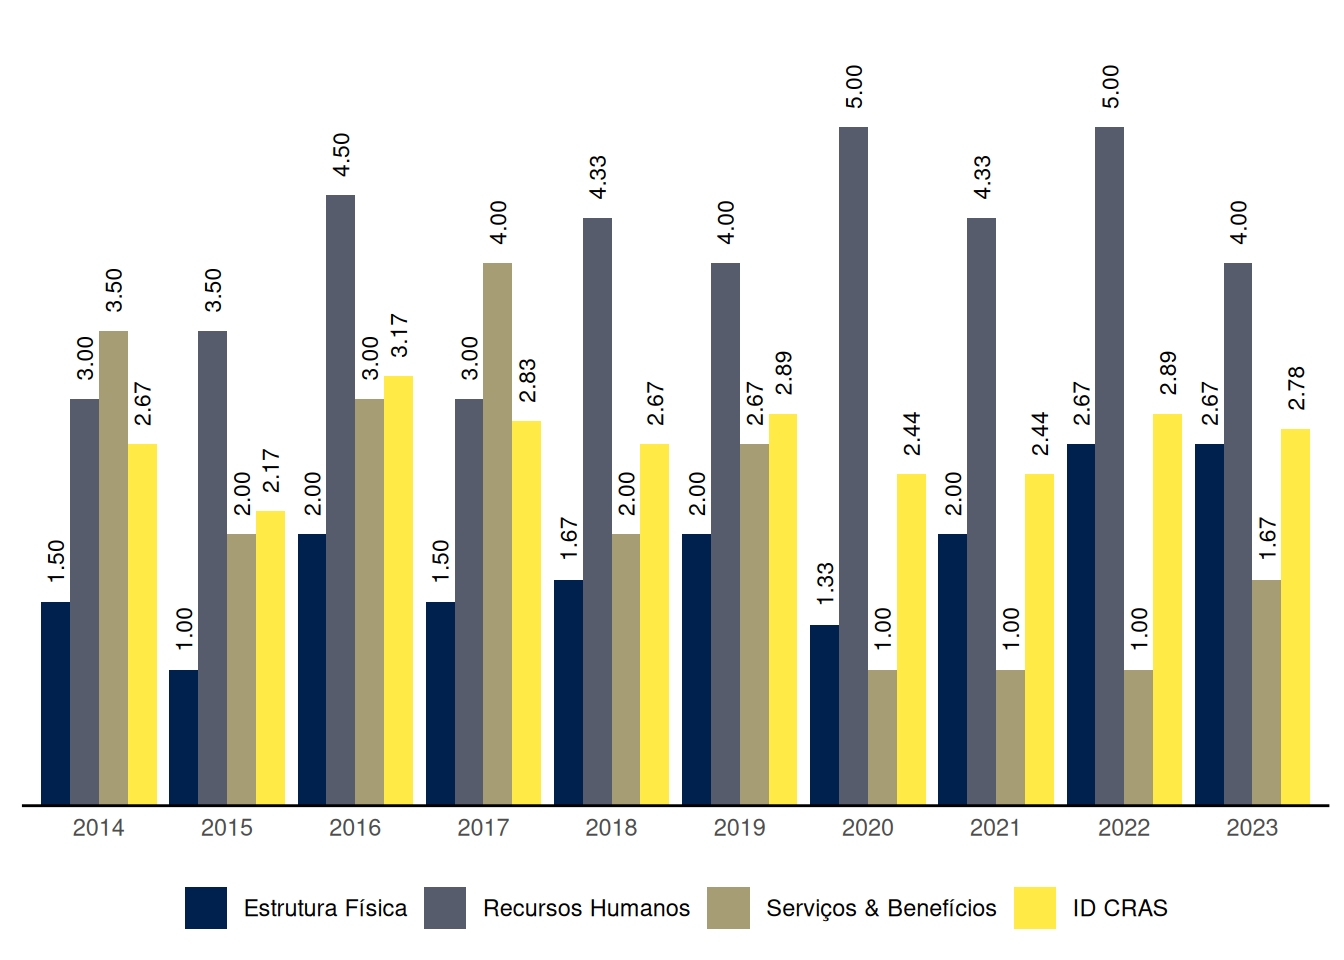 1.50 3.00 3.50 2.67
1.00 3.50 2.00 2.17
2.00 4.50 3.00 3.17
1.50 3.00 4.00 2.83
1.67 4.33 2.00 2.67
2.00 4.00 2.67 2.89
1.33 5.00 1.00 2.44
2.00 4.33 1.00 2.44
2.67 5.00 1.00 2.89
2.67 4.00 1.67 2.78
2014 2015 2016 2017 2018 2019 2020 2021 2022 2023
Estrutura Física Recursos Humanos Serviços & Benefícios ID CRAS